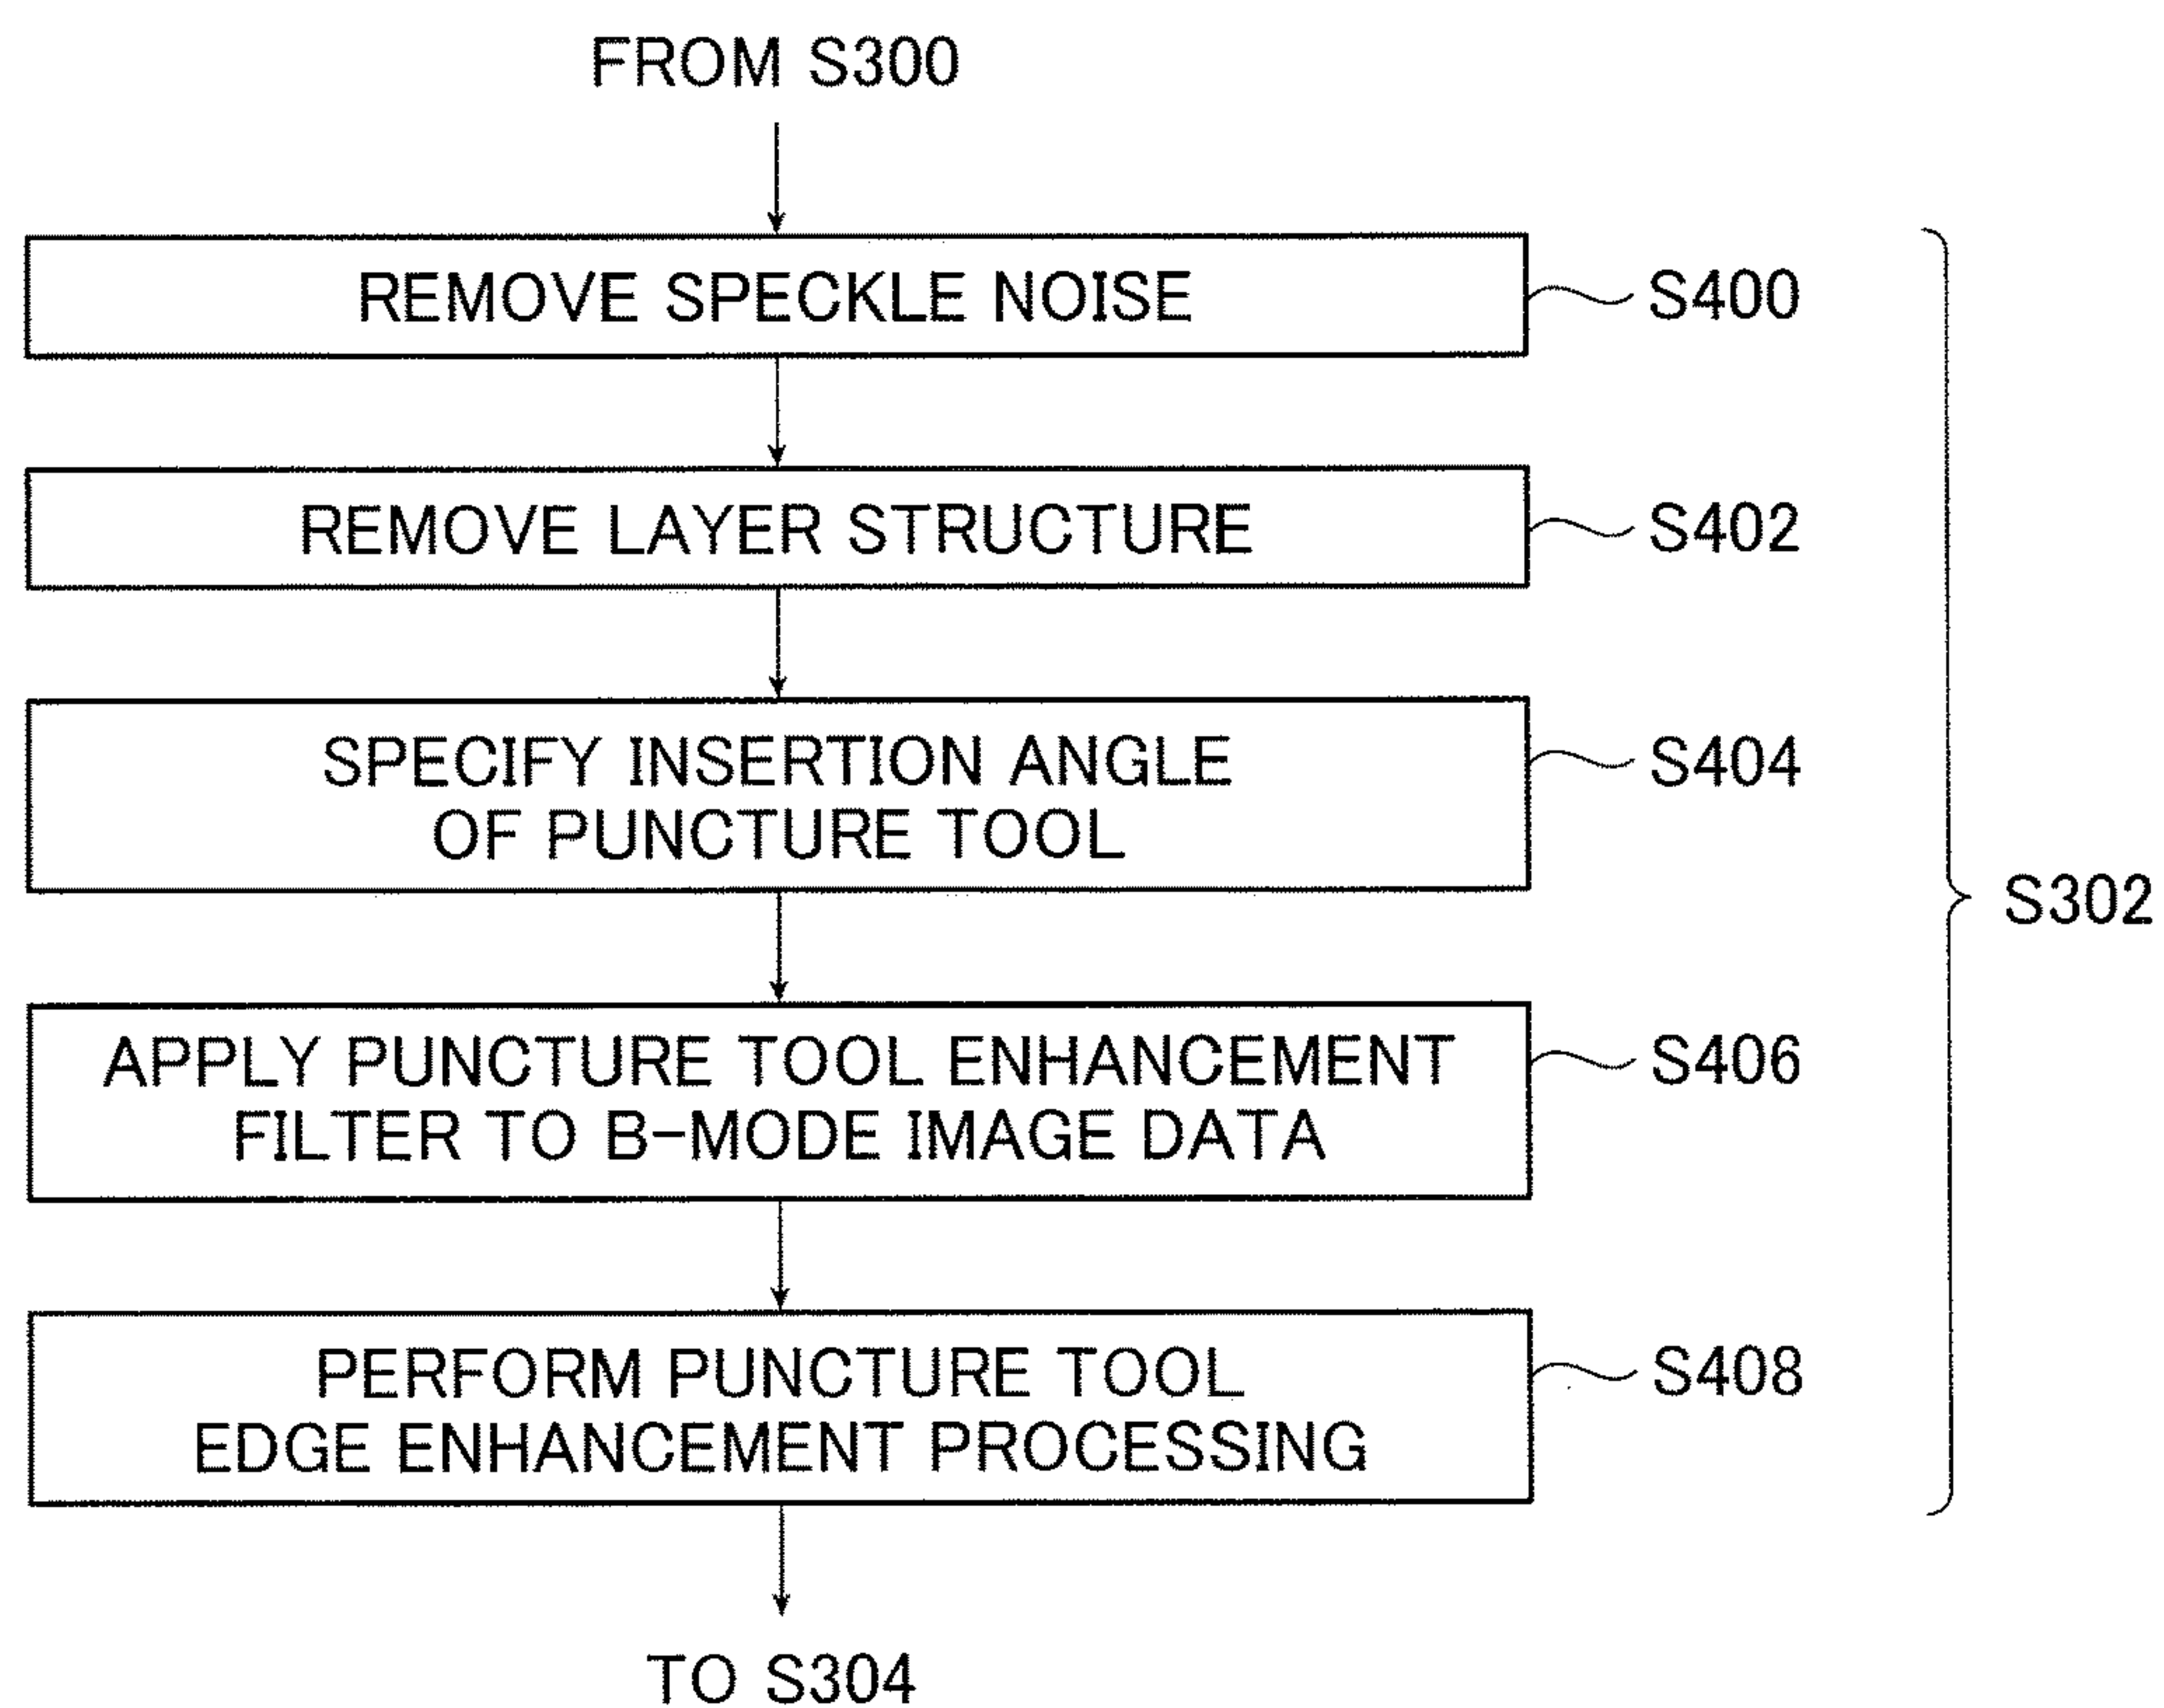 FROM S300
REMOVE SPECKLE NOISE
S400
REMOVE LAYER STRUCTURE
S402
SPECIFY INSERTION ANGLE
OF PUNCTURE TOOL
S404
S302
APPLY PUNCTURE TOOL ENHANCEMENT
FILTER TO B-MODE IMAGE DATA
S406
PERFORM PUNCTURE TOOL
EDGE ENHANCEMENT PROCESSING
S408
TO S304